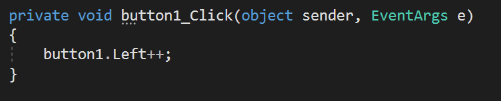 private void button1_Click(object sender, EventArgs e)
{
    button1.Left++;
}